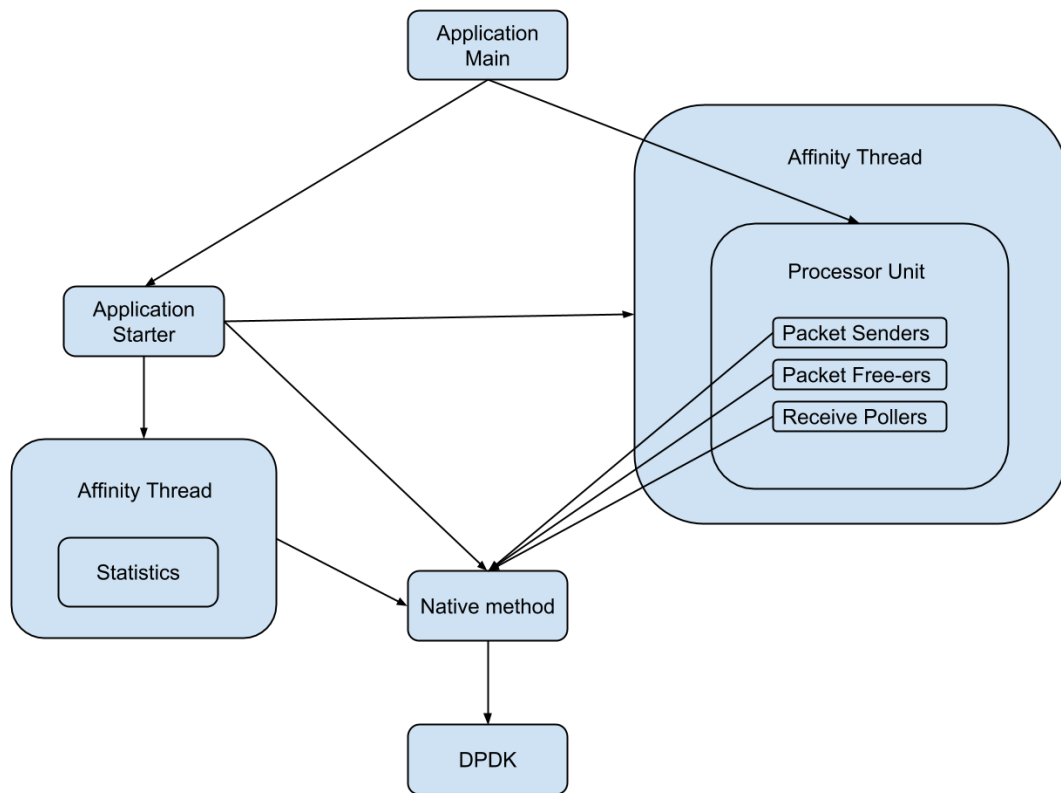 Application
Main
Affinity Thread
Processor Unit
Application
Starter
Packet Senders
Packet Free-ers
Receive Pollers
Affinity Thread
Statistics
Native method
DPDK